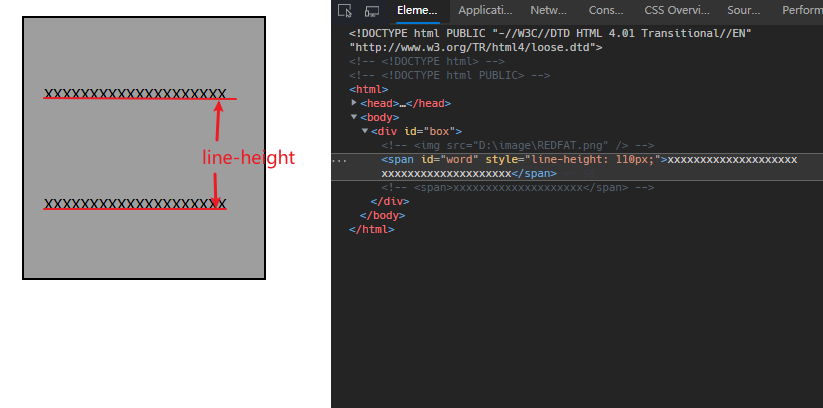 xxxxxxxxxxxxxxxxxxxx
line-height
xxxxxxxxxxxxxxxxxxxx
Eleme... Applicati... Netw... Cons... CSS Overvi... Sour... Perform
<!DOCTYPE html PUBLIC "-//W3C//DTD HTML 4.01 Transitional//EN"
"http://www.w3.org/TR/html4/loose.dtd">
<!-- <!DOCTYPE html> -->
<!-- <!DOCTYPE html PUBLIC> -->
<html>
<head>…</head>
<body>
<div id="box">
<!-- <img src="D:\image\REDFAT.png" /> -->
... <span id="word" style="line-height: 110px;">xxxxxxxxxxxxxxxxxxxx
xxxxxxxxxxxxxxxxxxxx</span>
<!-- <span>xxxxxxxxxxxxxxxxxxxx</span> -->
</div>
</body>
</html>